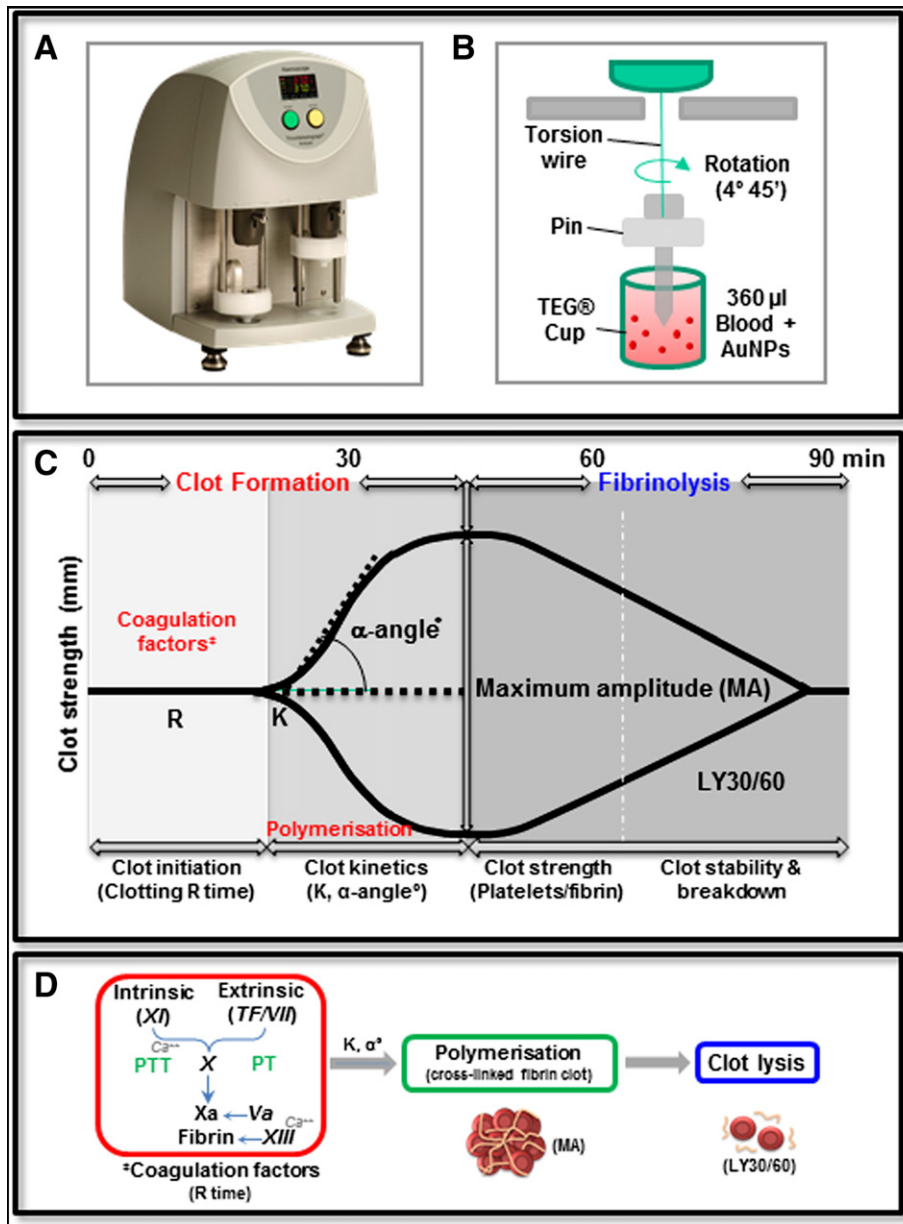 A
B
Torsion
wire
Rotation
(4° 45')
Pin
TEG®
Cup
360 µl
Blood +
AuNPs
C
0 30 60 90 min
Clot Formation Fibrinolysis
Clot strength (mm)
Coagulation
factors‡
α-angle°
Maximum amplitude (MA)
R K
LY30/60
Polymerisation
Clot initiation
(Clotting R time)
Clot kinetics
(K, α-angle°)
Clot strength
(Platelets/fibrin)
Clot stability &
breakdown
D
Intrinsic
(XI)
Extrinsic
(TF/VII)
Ca⁺⁺
PTT X PT
Xa Va
Ca⁺⁺
Fibrin XIII
‡Coagulation factors
(R time)
K, α°
Polymerisation
(cross-linked fibrin clot)
(MA)
Clot lysis
(LY30/60)